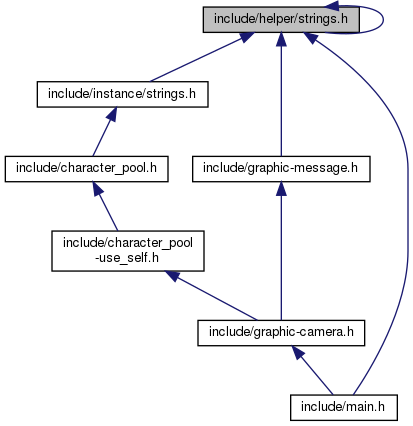 include/helper/strings.h
include/instance/strings.h
include/character_pool.h
include/graphic-message.h
include/character_pool
-use_self.h
include/graphic-camera.h
include/main.h